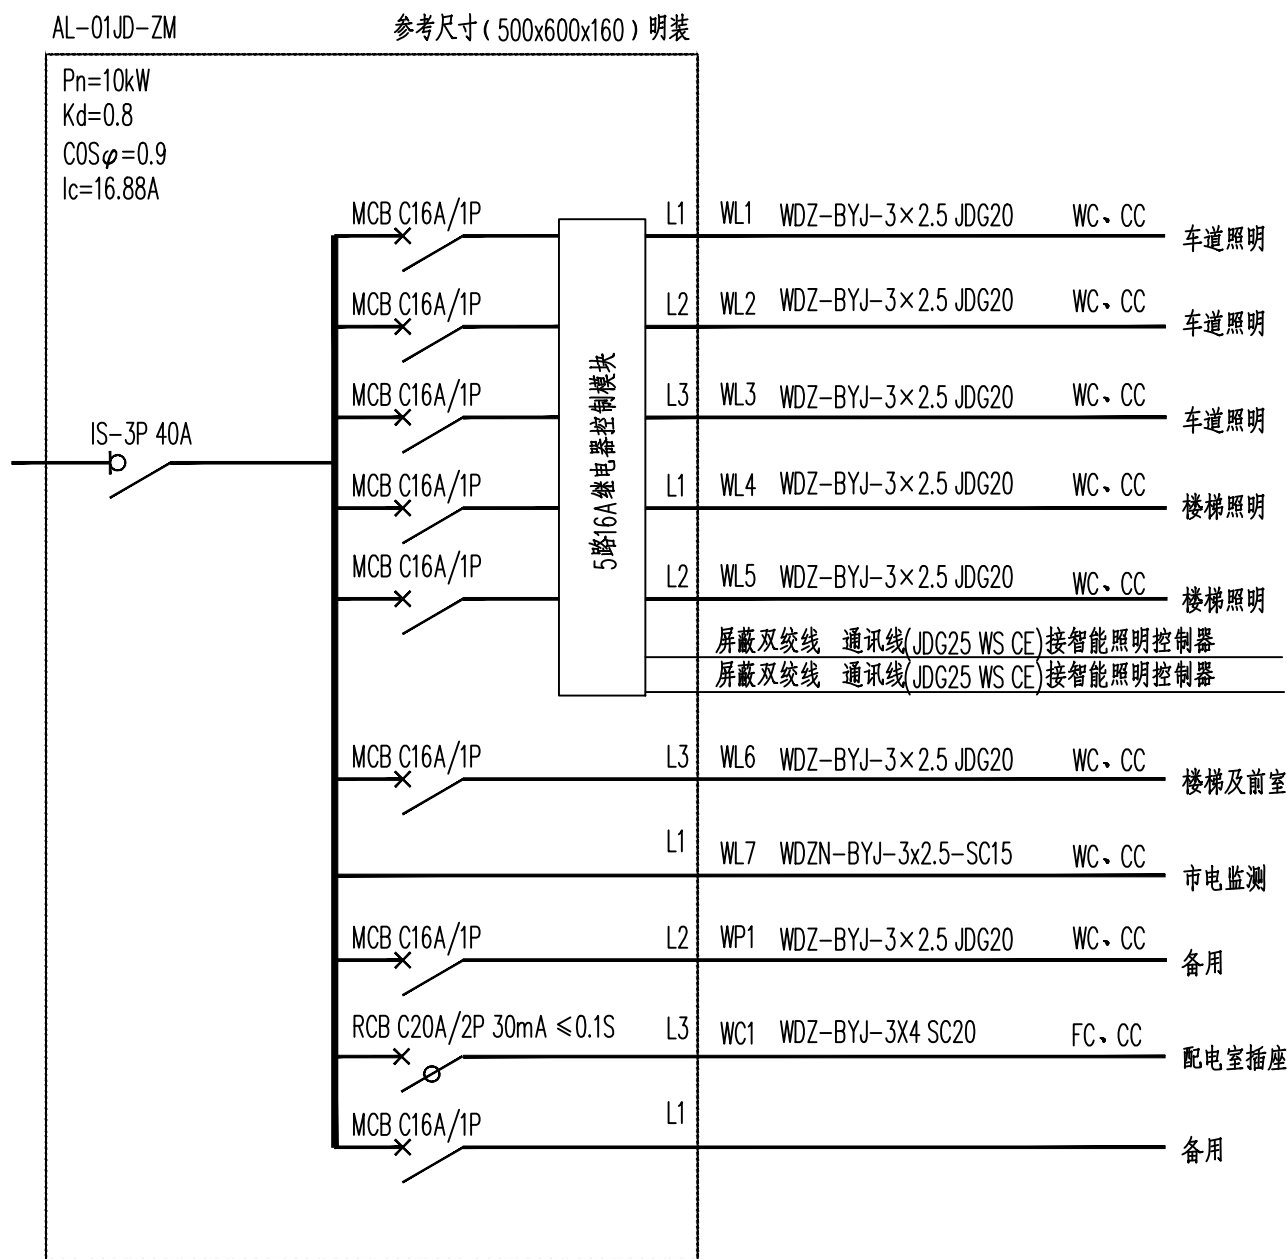 AL-01JD-ZM 参考尺寸(500x600x160)明装
Pn=10kW
Kd=0.8
COSφ=0.9
Ic=16.88A
MCB C16A/1P L1 WL1 WDZ-BYJ-3×2.5 JDG20 WC、CC 车道照明
MCB C16A/1P L2 WL2 WDZ-BYJ-3×2.5 JDG20 WC、CC 车道照明
MCB C16A/1P L3 WL3 WDZ-BYJ-3×2.5 JDG20 WC、CC 车道照明
IS-3P 40A
5路16A继电器控制模块
MCB C16A/1P L1 WL4 WDZ-BYJ-3×2.5 JDG20 WC、CC 楼梯照明
MCB C16A/1P L2 WL5 WDZ-BYJ-3×2.5 JDG20 WC、CC 楼梯照明
屏蔽双绞线 通讯线(JDG25 WS CE)接智能照明控制器
屏蔽双绞线 通讯线(JDG25 WS CE)接智能照明控制器
MCB C16A/1P L3 WL6 WDZ-BYJ-3×2.5 JDG20 WC、CC 楼梯及前室
L1 WL7 WDZN-BYJ-3x2.5-SC15 WC、CC 市电监测
MCB C16A/1P L2 WP1 WDZ-BYJ-3×2.5 JDG20 WC、CC 备用
RCB C20A/2P 30mA ≤0.1S L3 WC1 WDZ-BYJ-3X4 SC20 FC、CC 配电室插座
MCB C16A/1P L1 备用